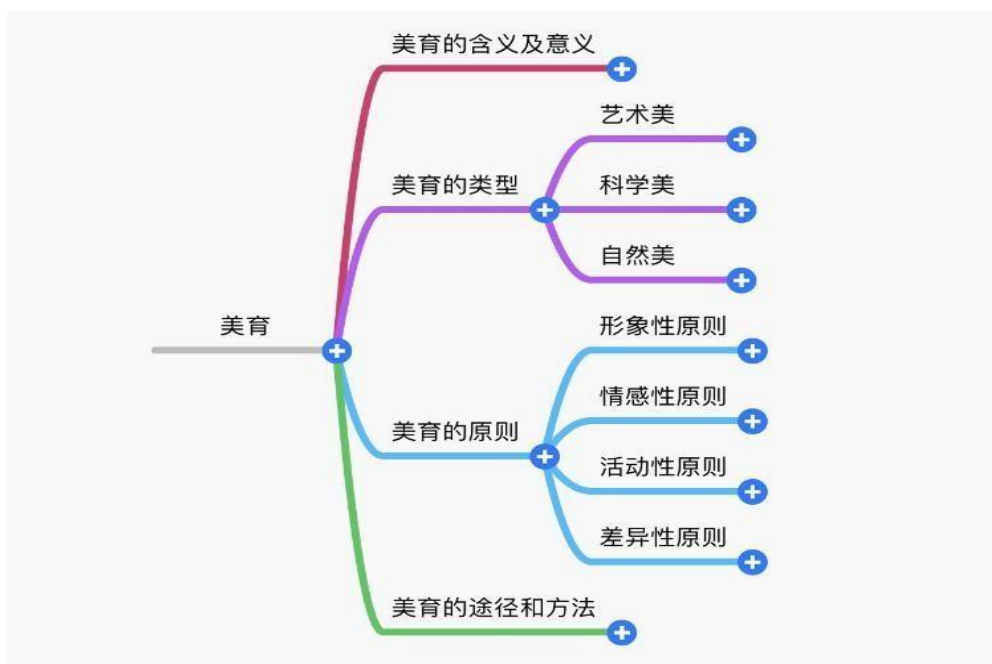 美育的含义及意义
艺术美
美育的类型
科学美
自然美
美育
形象性原则
情感性原则
美育的原则
活动性原则
差异性原则
美育的途径和方法